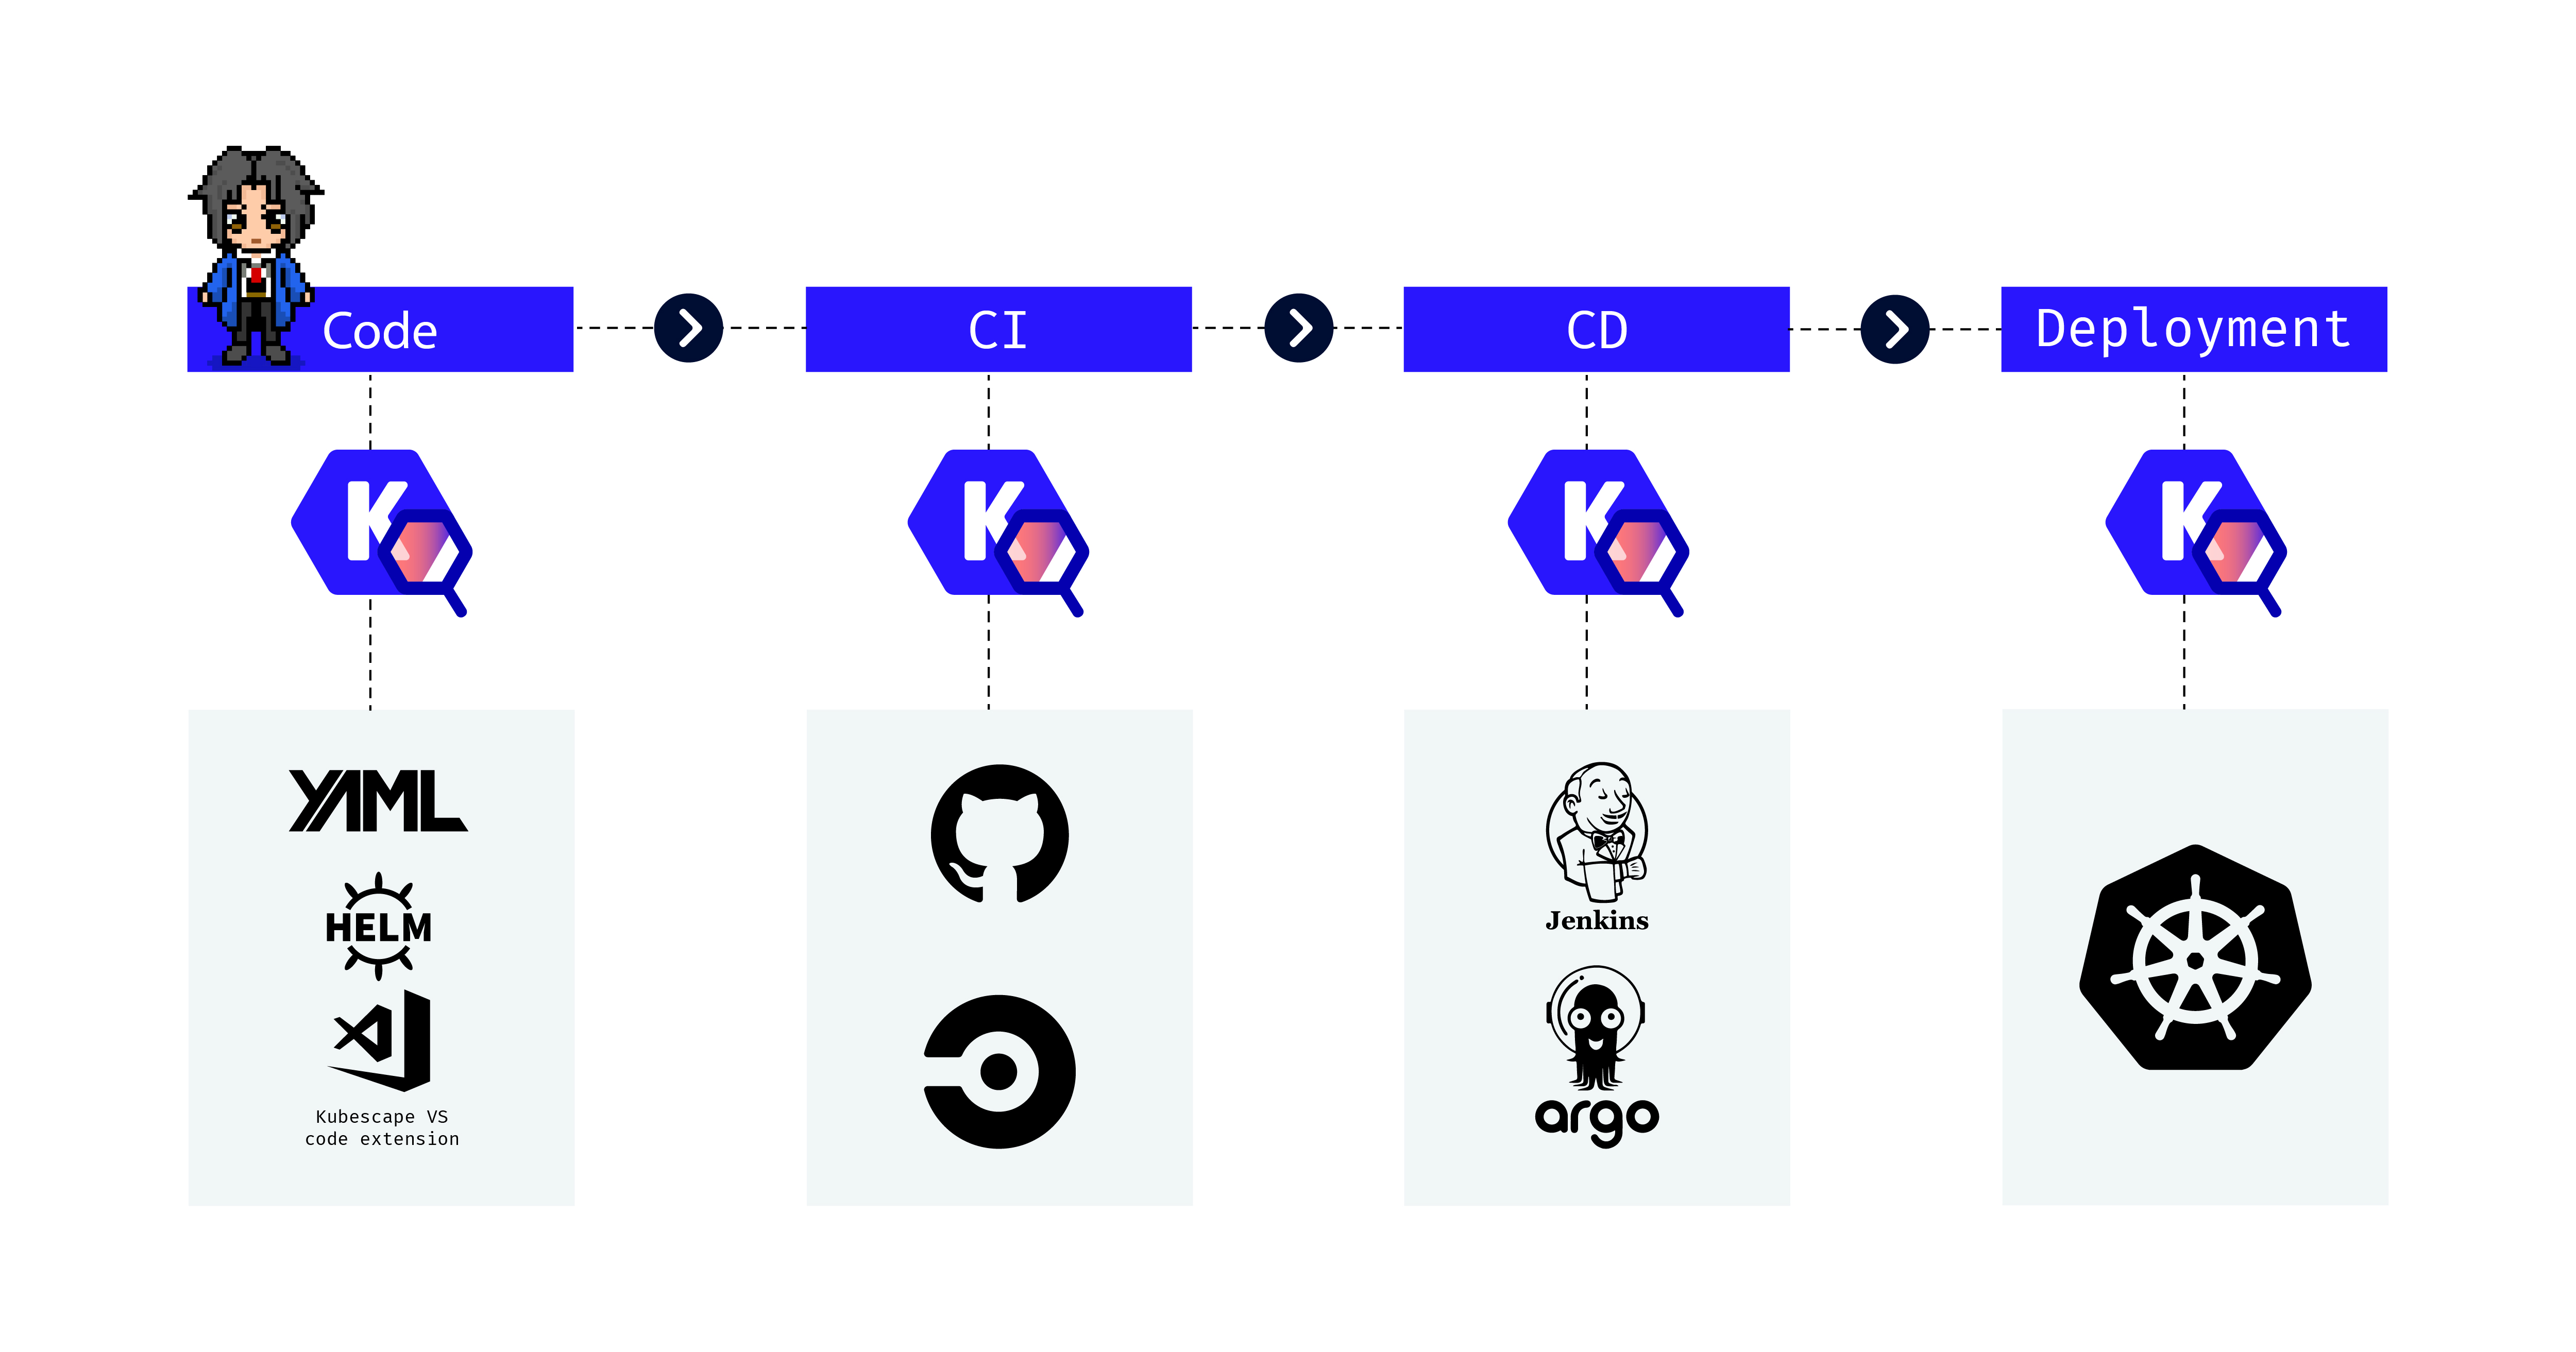 Code
CI
CD
Deployment
K
K
K
K
YAML
HELM
Kubescape VS
code extension
Jenkins
argo